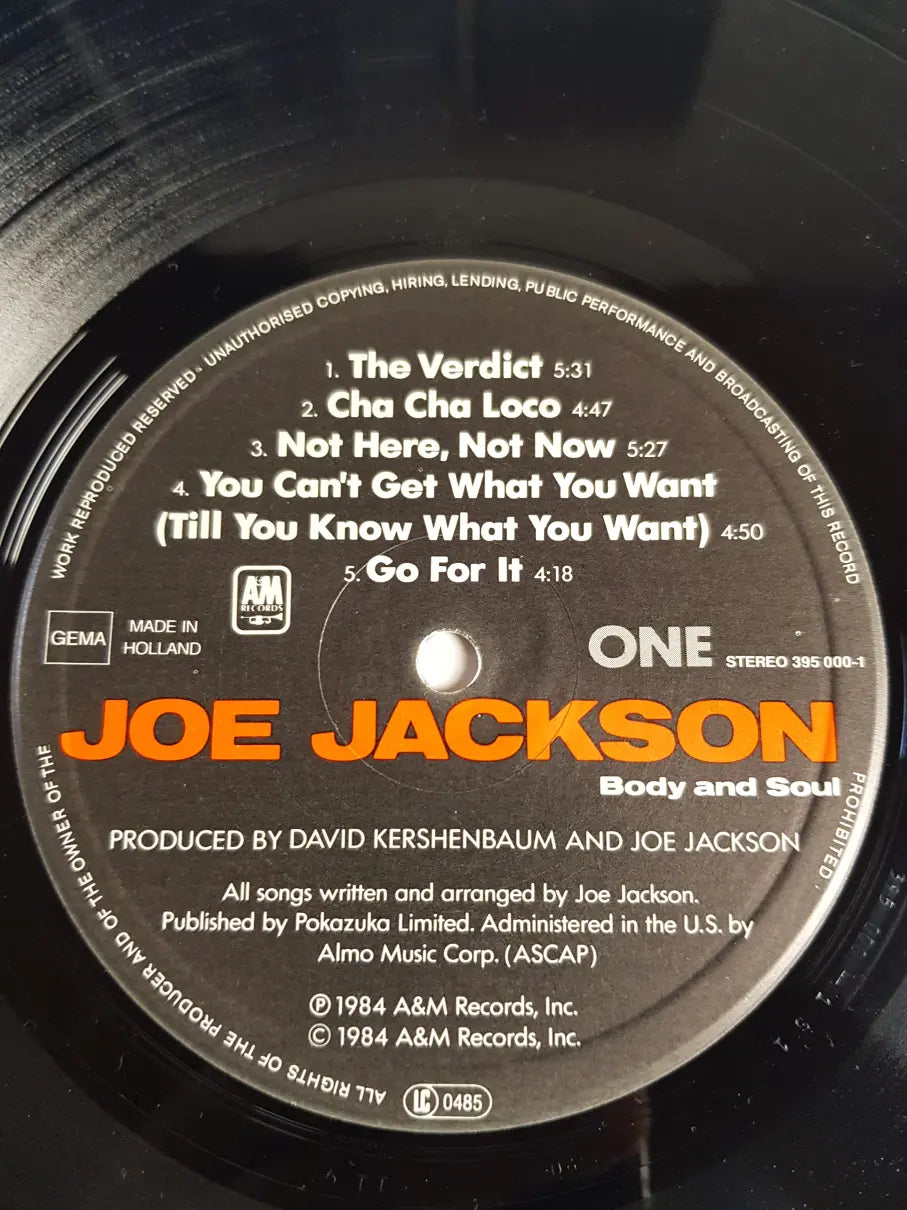 WORK REPRODUCED RESERVED. UNAUTHORISED COPYING, HIRING, LENDING, PUBLIC PERFORMANCE AND BROADCASTING OF THIS RECORD
1. The Verdict 5:31
2. Cha Cha Loco 4:47
3. Not Here, Not Now 5:27
4. You Can't Get What You Want
(Till You Know What You Want) 4:50
5. Go For It 4:18
A&M
RECORDS
GEMA
MADE IN
HOLLAND
ONE STEREO 395 000-1
JOE JACKSON
Body and Soul
PROHIBITED.
PRODUCED BY DAVID KERSHENBAUM AND JOE JACKSON
All songs written and arranged by Joe Jackson.
Published by Pokazuka Limited. Administered in the U.S. by
Almo Music Corp. (ASCAP)
℗ 1984 A&M Records, Inc.
© 1984 A&M Records, Inc.
ALL RIGHTS OF THE PRODUCER AND OF THE OWNER OF THE
LC 0485